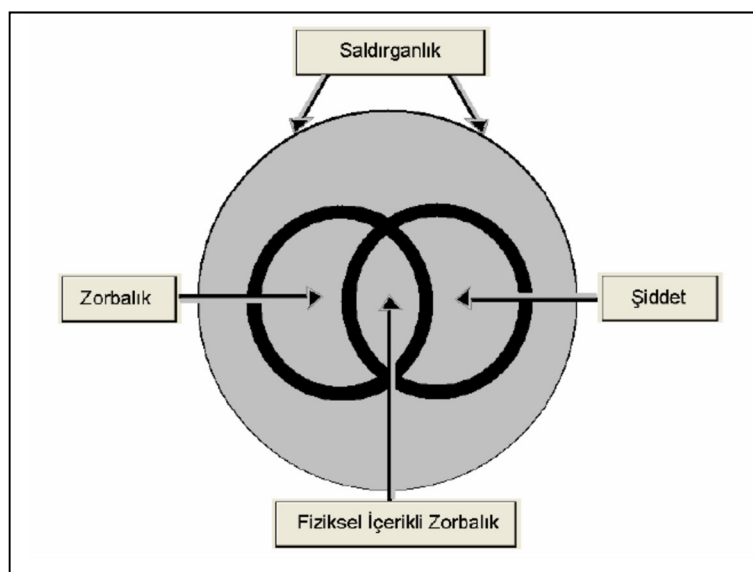 Saldırganlık
Zorbalık
Şiddet
Fiziksel İçerikli Zorbalık